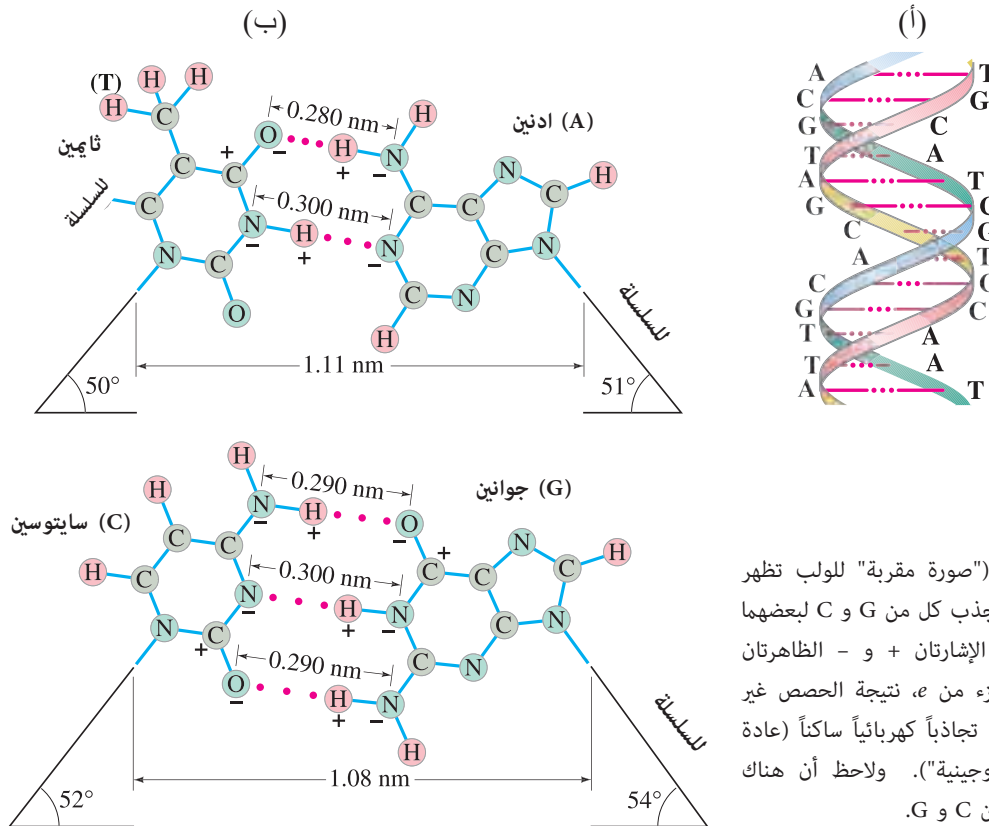 (أ)
A T
C G
G C
T A
A T
G C
C G
A T
C G
G C
T A
T A
A T
(ب)
(T)
ثايمين
للسلسلة
(A) ادنين
للسلسلة
H H H C
0.280 nm
O − H + N − H
C C + C C N C H
0.300 nm
C N − H + N − C N
N C C N
O H
1.11 nm
50° 51°
(C) سايتوسين
(G) جوانين
للسلسلة
H
0.290 nm
H N − H + O −
C C C + C N C H
0.300 nm
H C N − H + N − C N
N C + C N
0.290 nm
O − H + N − H
1.08 nm
52° 54°
("صورة مقربة" للولب تظهر
جذب كل من G و C لبعضهما
الإشارتان + و – الظاهرتان
زء من e، نتيجة الحصص غير
تجاذباً كهربائياً ساكناً (عادة
وجينية"). ولاحظ أن هناك
ن C و G.